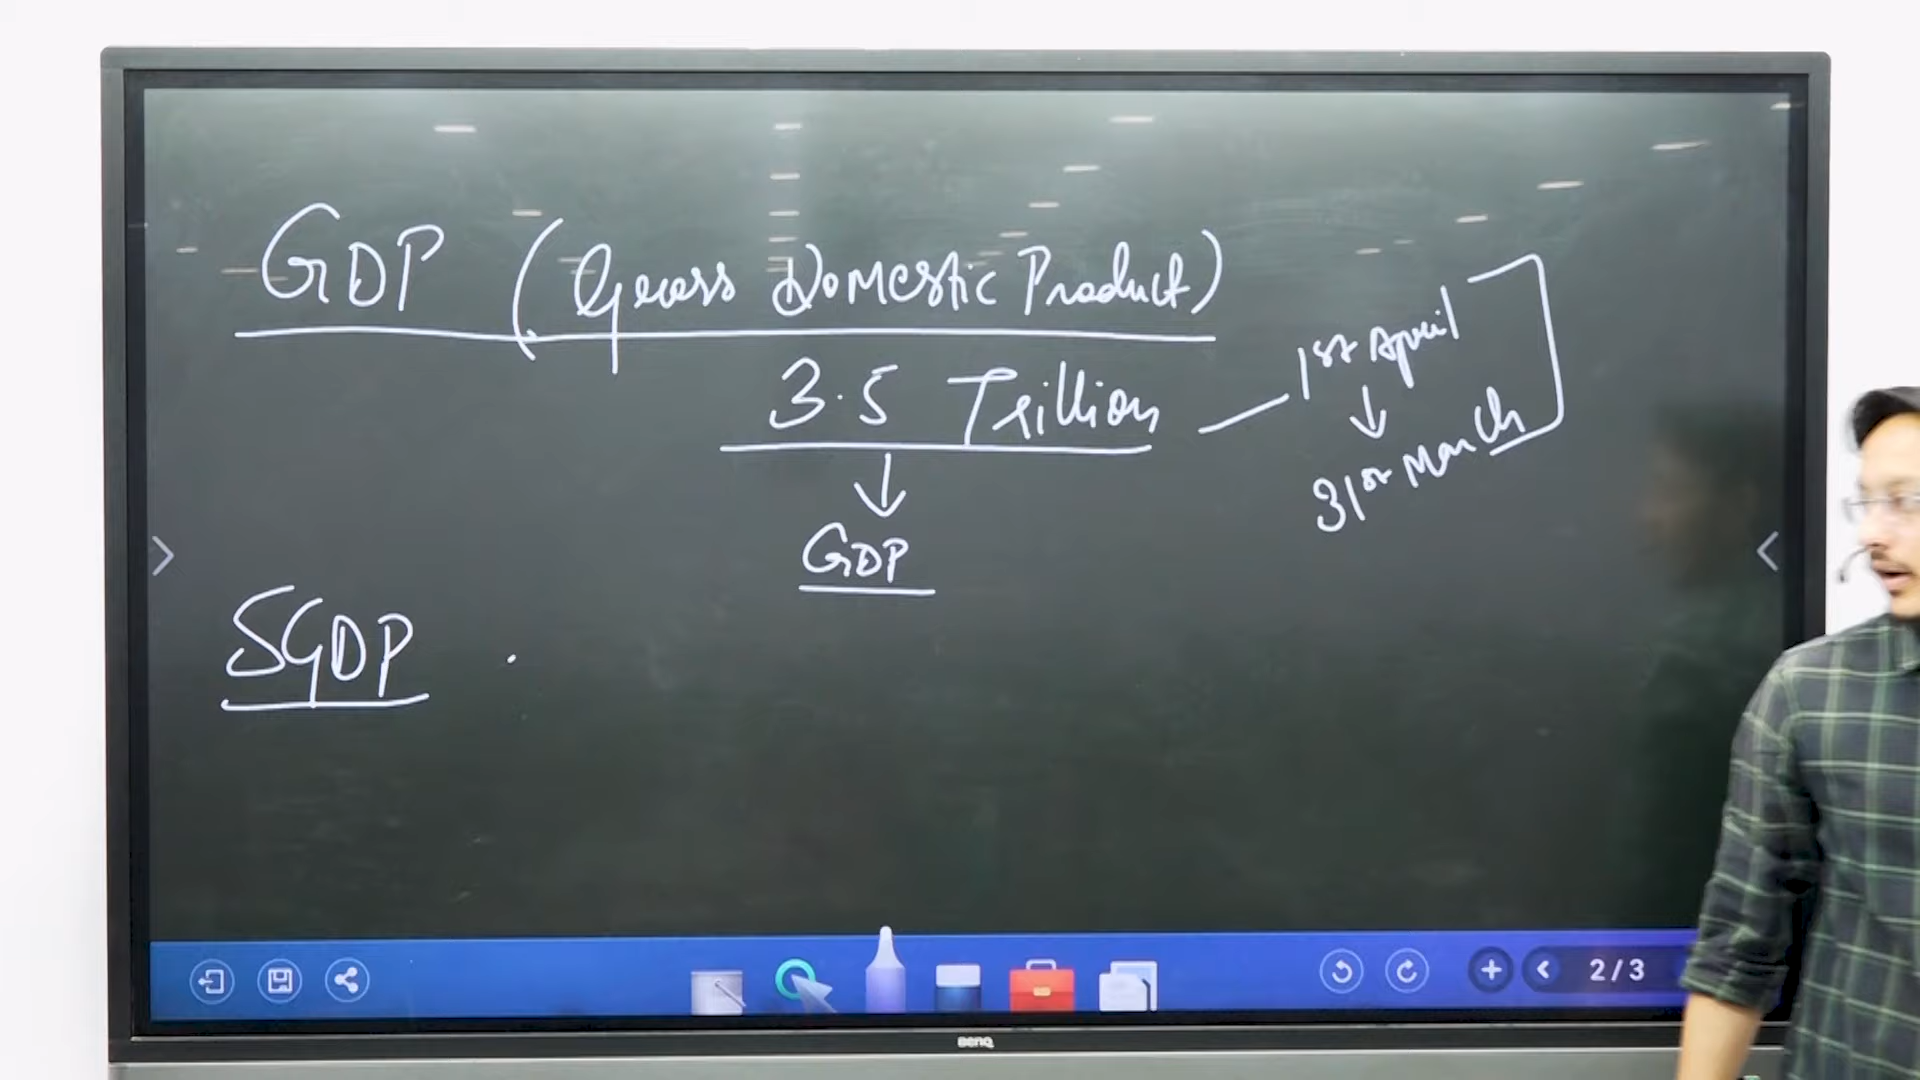 GDP (Gross Domestic Product)
3.5 Trillion
1st April
31st March
GDP
SGDP
2/3
BenQ